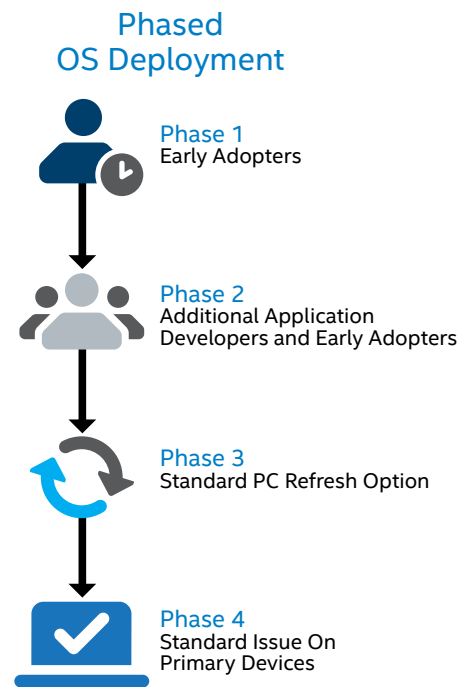 Phased
OS Deployment
Phase 1
Early Adopters
Phase 2
Additional Application
Developers and Early Adopters
Phase 3
Standard PC Refresh Option
Phase 4
Standard Issue On
Primary Devices